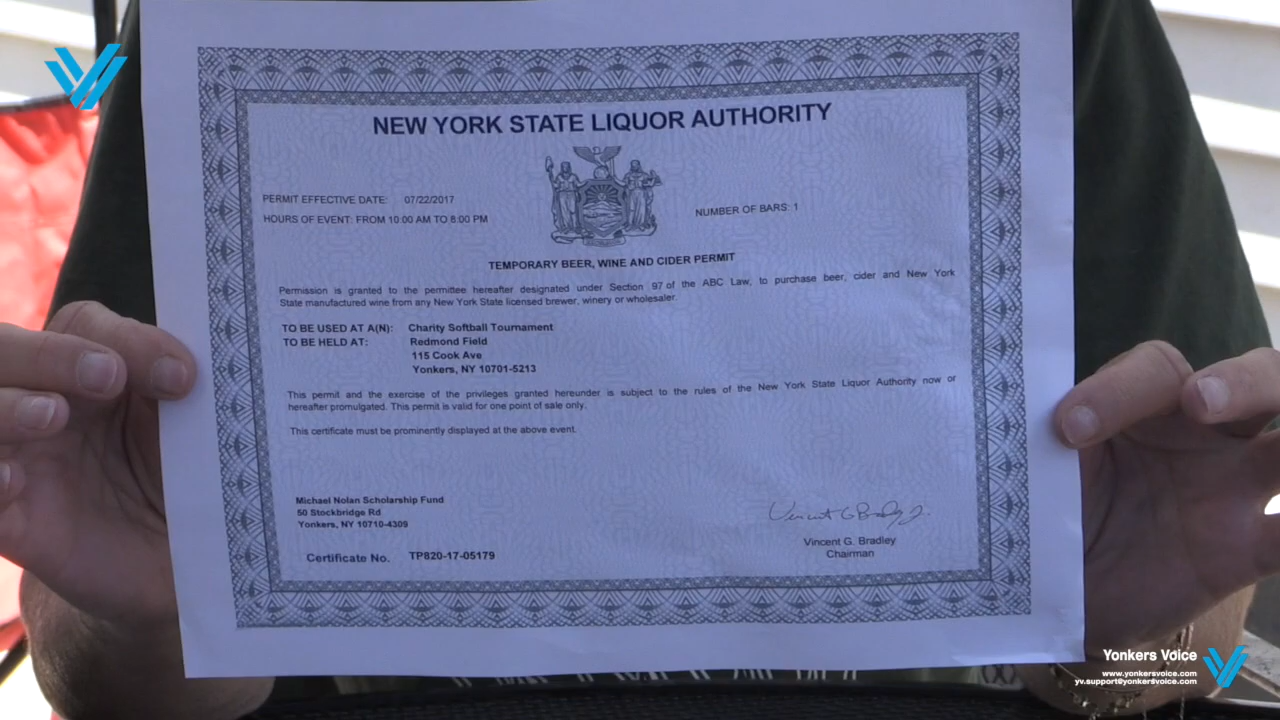 NEW YORK STATE LIQUOR AUTHORITY
PERMIT EFFECTIVE DATE: 07/22/2017
HOURS OF EVENT: FROM 10:00 AM TO 8:00 PM
NUMBER OF BARS: 1
TEMPORARY BEER, WINE AND CIDER PERMIT
Permission is granted to the permittee hereafter designated under Section 97 of the ABC Law, to purchase beer, cider and New York
State manufactured wine from any New York State licensed brewer, winery or wholesaler.
TO BE USED AT A(N): Charity Softball Tournament
TO BE HELD AT: Redmond Field
115 Cook Ave
Yonkers, NY 10701-5213
This permit and the exercise of the privileges granted hereunder is subject to the rules of the New York State Liquor Authority now or
hereafter promulgated. This permit is valid for one point of sale only.
This certificate must be prominently displayed at the above event.
Michael Nolan Scholarship Fund
50 Stockbridge Rd
Yonkers, NY 10710-4309
Certificate No. TP820-17-05179
Vincent G Bradley Jr.
Vincent G. Bradley
Chairman
Yonkers Voice
www.yonkersvoice.com
yv.support@yonkersvoice.com